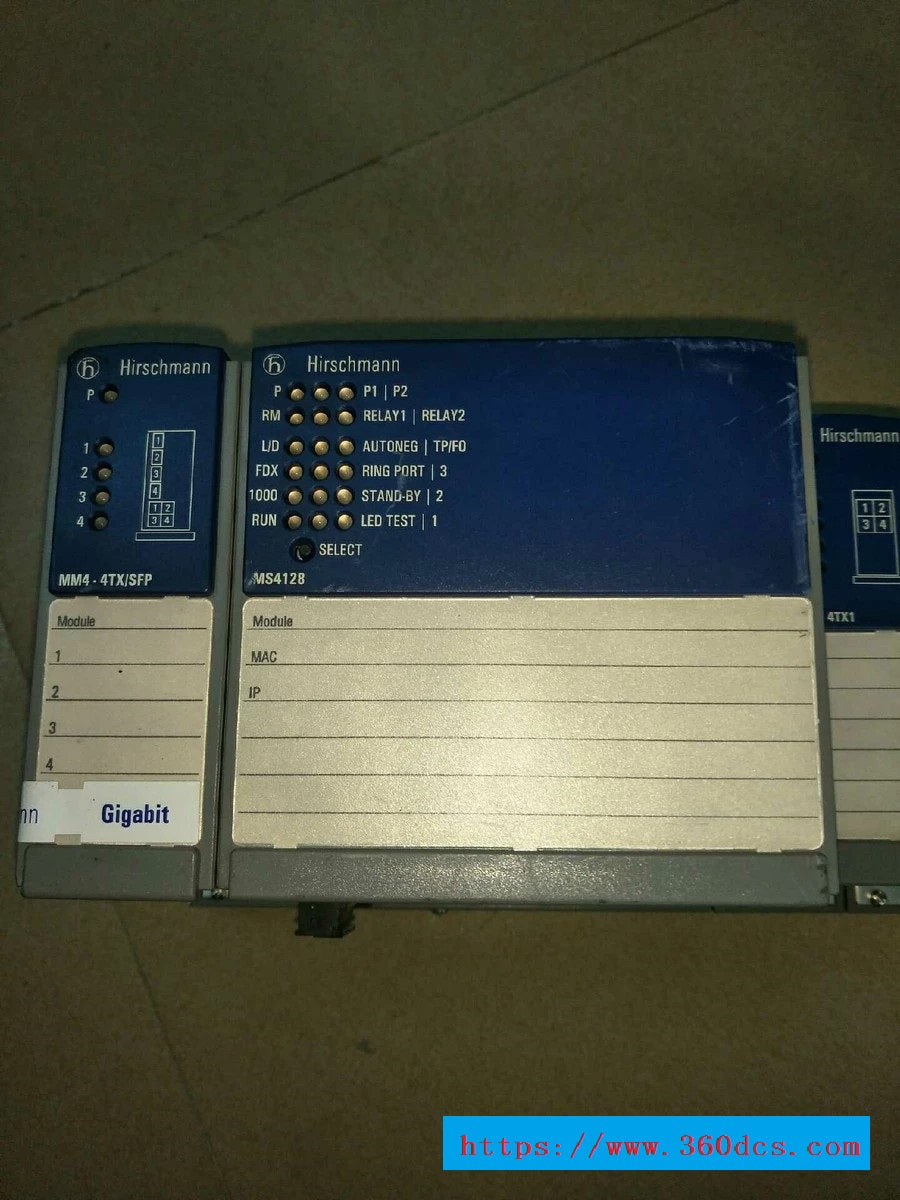 Hirschmann
P
1
2
3
4
1
2
3
4
1 2
3 4
MM4 - 4TX/SFP
Module
1
2
3
4
nn Gigabit
Hirschmann
P P1 | P2
RM RELAY1 | RELAY2
L/D AUTONEG | TP/FO
FDX RING PORT | 3
1000 STAND-BY | 2
RUN LED TEST | 1
SELECT
MS4128
Module
MAC
IP
Hirschmann
1 2
3 4
4TX1
https://www.360dcs.com